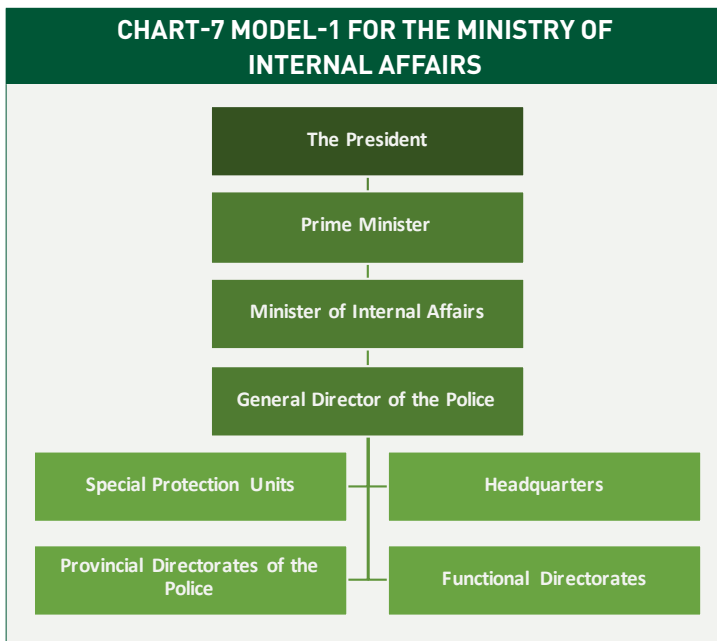 CHART-7 MODEL-1 FOR THE MINISTRY OF
INTERNAL AFFAIRS
The President
Prime Minister
Minister of Internal Affairs
General Director of the Police
Special Protection Units
Headquarters
Provincial Directorates of the
Police
Functional Directorates